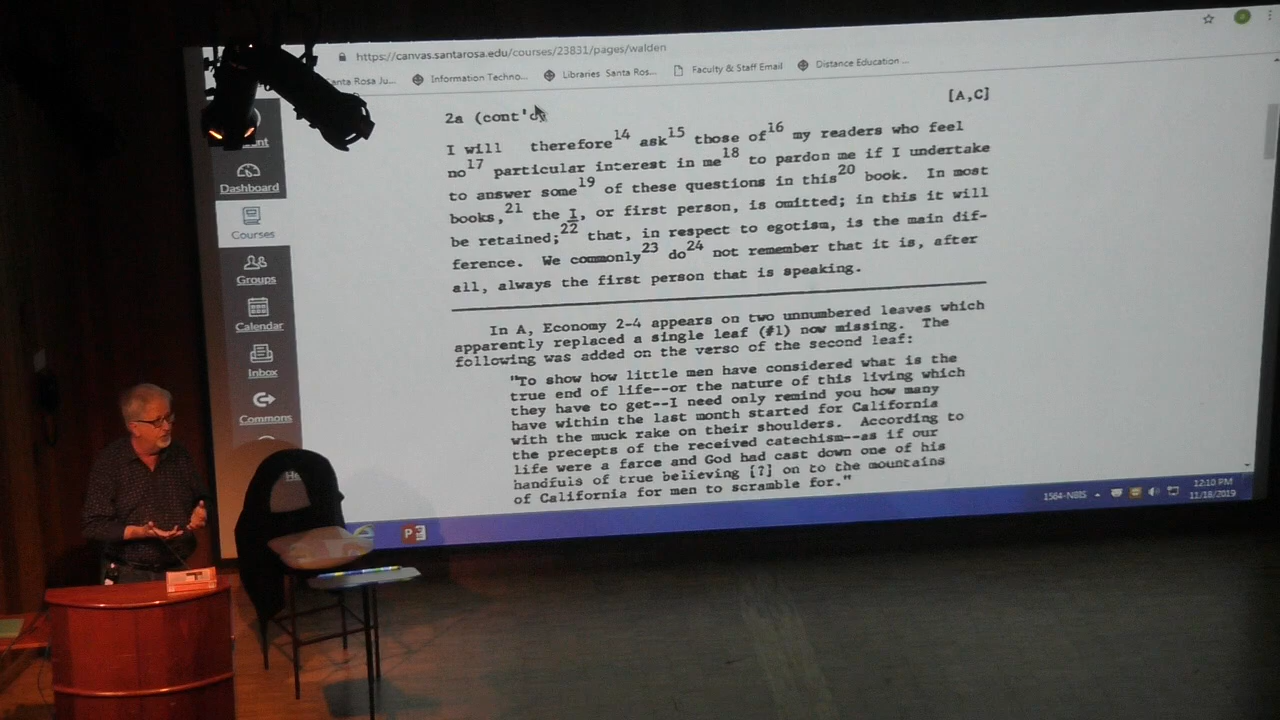 https://canvas.santarosa.edu/courses/23831/pages/walden
anta Rosa Ju... Information Techno... Libraries Santa Ros... Faculty & Staff Email Distance Education ...
Dashboard
Courses
Groups
Calendar
Inbox
Commons
2a (cont'd) [A,C]
I will therefore14 ask15 those of16 my readers who feel
no17 particular interest in me18 to pardon me if I undertake
to answer some19 of these questions in this20 book. In most
books,21 the I, or first person, is omitted; in this it will
be retained;22 that, in respect to egotism, is the main dif-
ference. We commonly23 do24 not remember that it is, after
all, always the first person that is speaking.
In A, Economy 2-4 appears on two unnumbered leaves which
apparently replaced a single leaf (#1) now missing. The
following was added on the verso of the second leaf:
"To show how little men have considered what is the
true end of life--or the nature of this living which
they have to get--I need only remind you how many
have within the last month started for California
with the muck rake on their shoulders. According to
the precepts of the received catechism--as if our
life were a farce and God had cast down one of his
handfuls of true believing [?] on to the mountains
of California for men to scramble for."
1564-NBIS
12:10 PM
11/18/2019